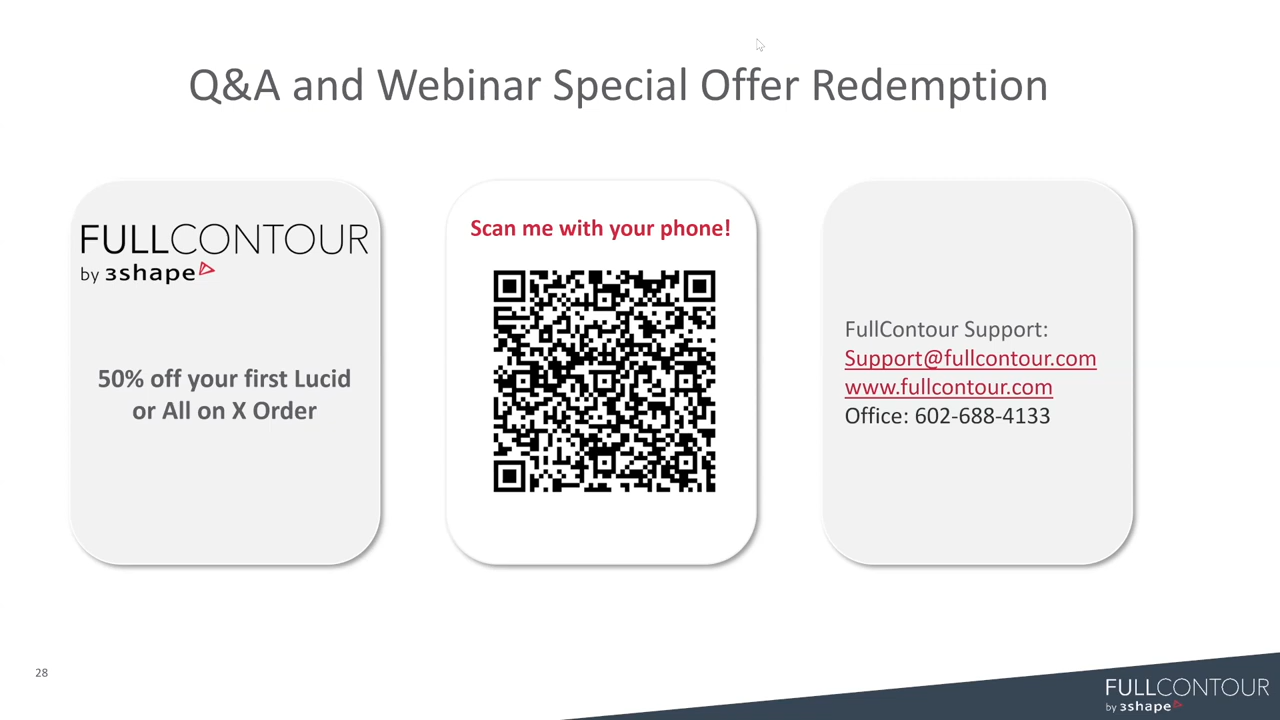 Q&A and Webinar Special Offer Redemption
FULLCONTOUR
by 3shape
50% off your first Lucid
or All on X Order
Scan me with your phone!
FullContour Support:
Support@fullcontour.com
www.fullcontour.com
Office: 602-688-4133
28
FULLCONTOUR
by 3shape